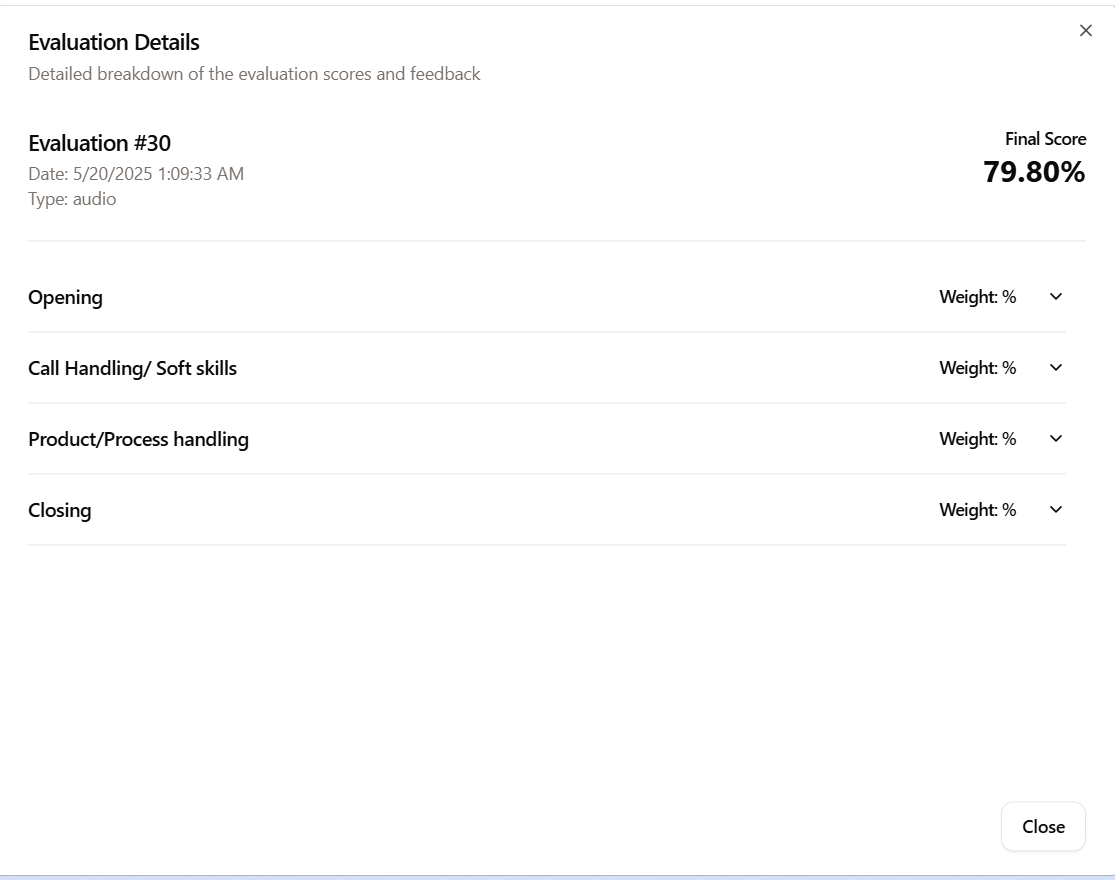 Evaluation Details
Detailed breakdown of the evaluation scores and feedback
Evaluation #30
Date: 5/20/2025 1:09:33 AM
Type: audio
Final Score
79.80%
Opening Weight: %
Call Handling/ Soft skills Weight: %
Product/Process handling Weight: %
Closing Weight: %
Close